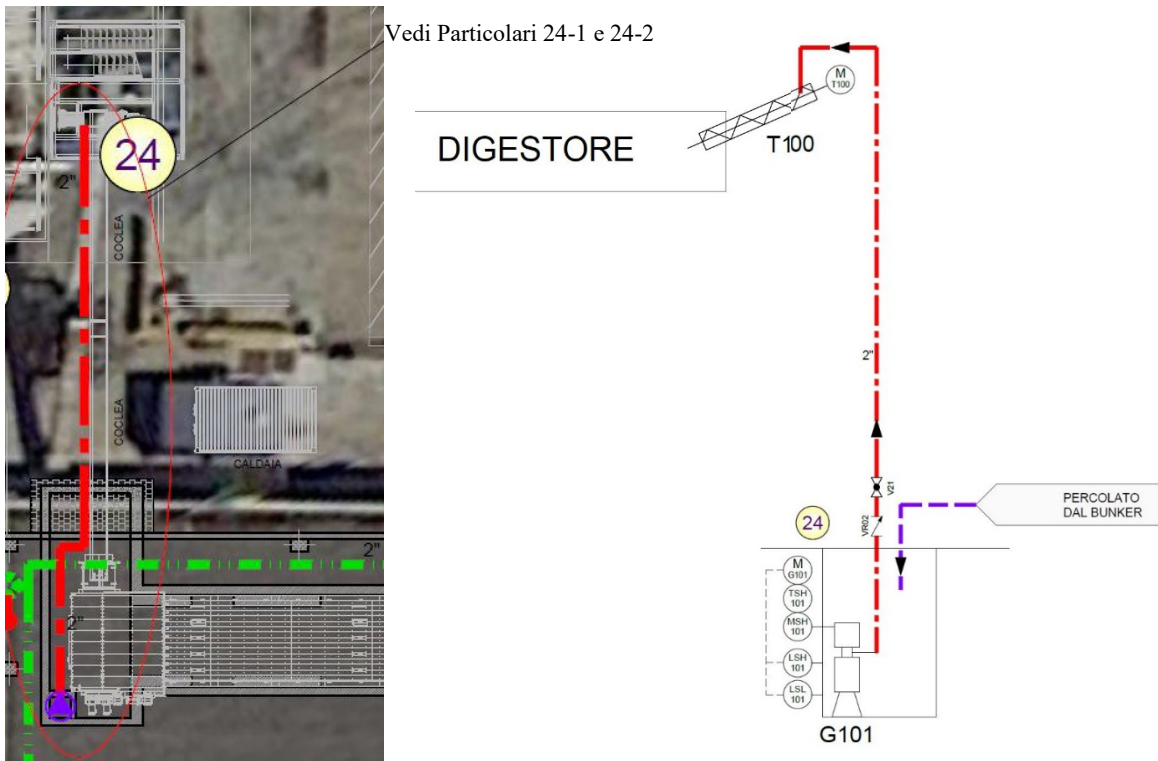 Vedi Particolari 24-1 e 24-2
24
2"
COCLEA
COCLEA
CALDAIA
2"
2"
M
T100
T100
DIGESTORE
2"
V21
VR02
24
PERCOLATO
DAL BUNKER
M
G101
TSH
101
MSH
101
LSH
101
LSL
101
G101